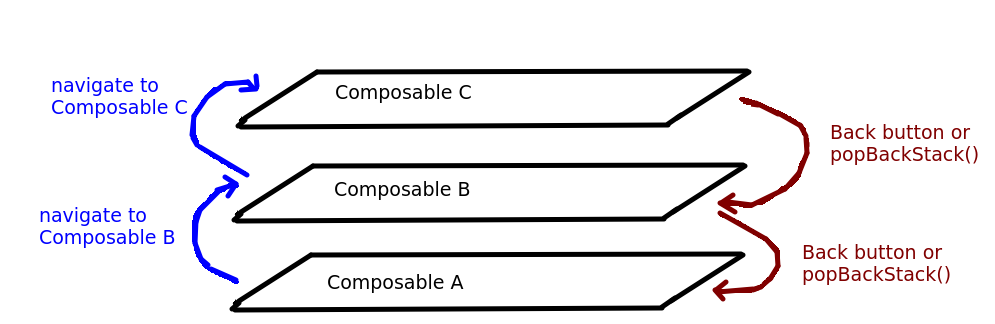 navigate to
Composable C
Composable C
Back button or
popBackStack()
Composable B
navigate to
Composable B
Back button or
popBackStack()
Composable A